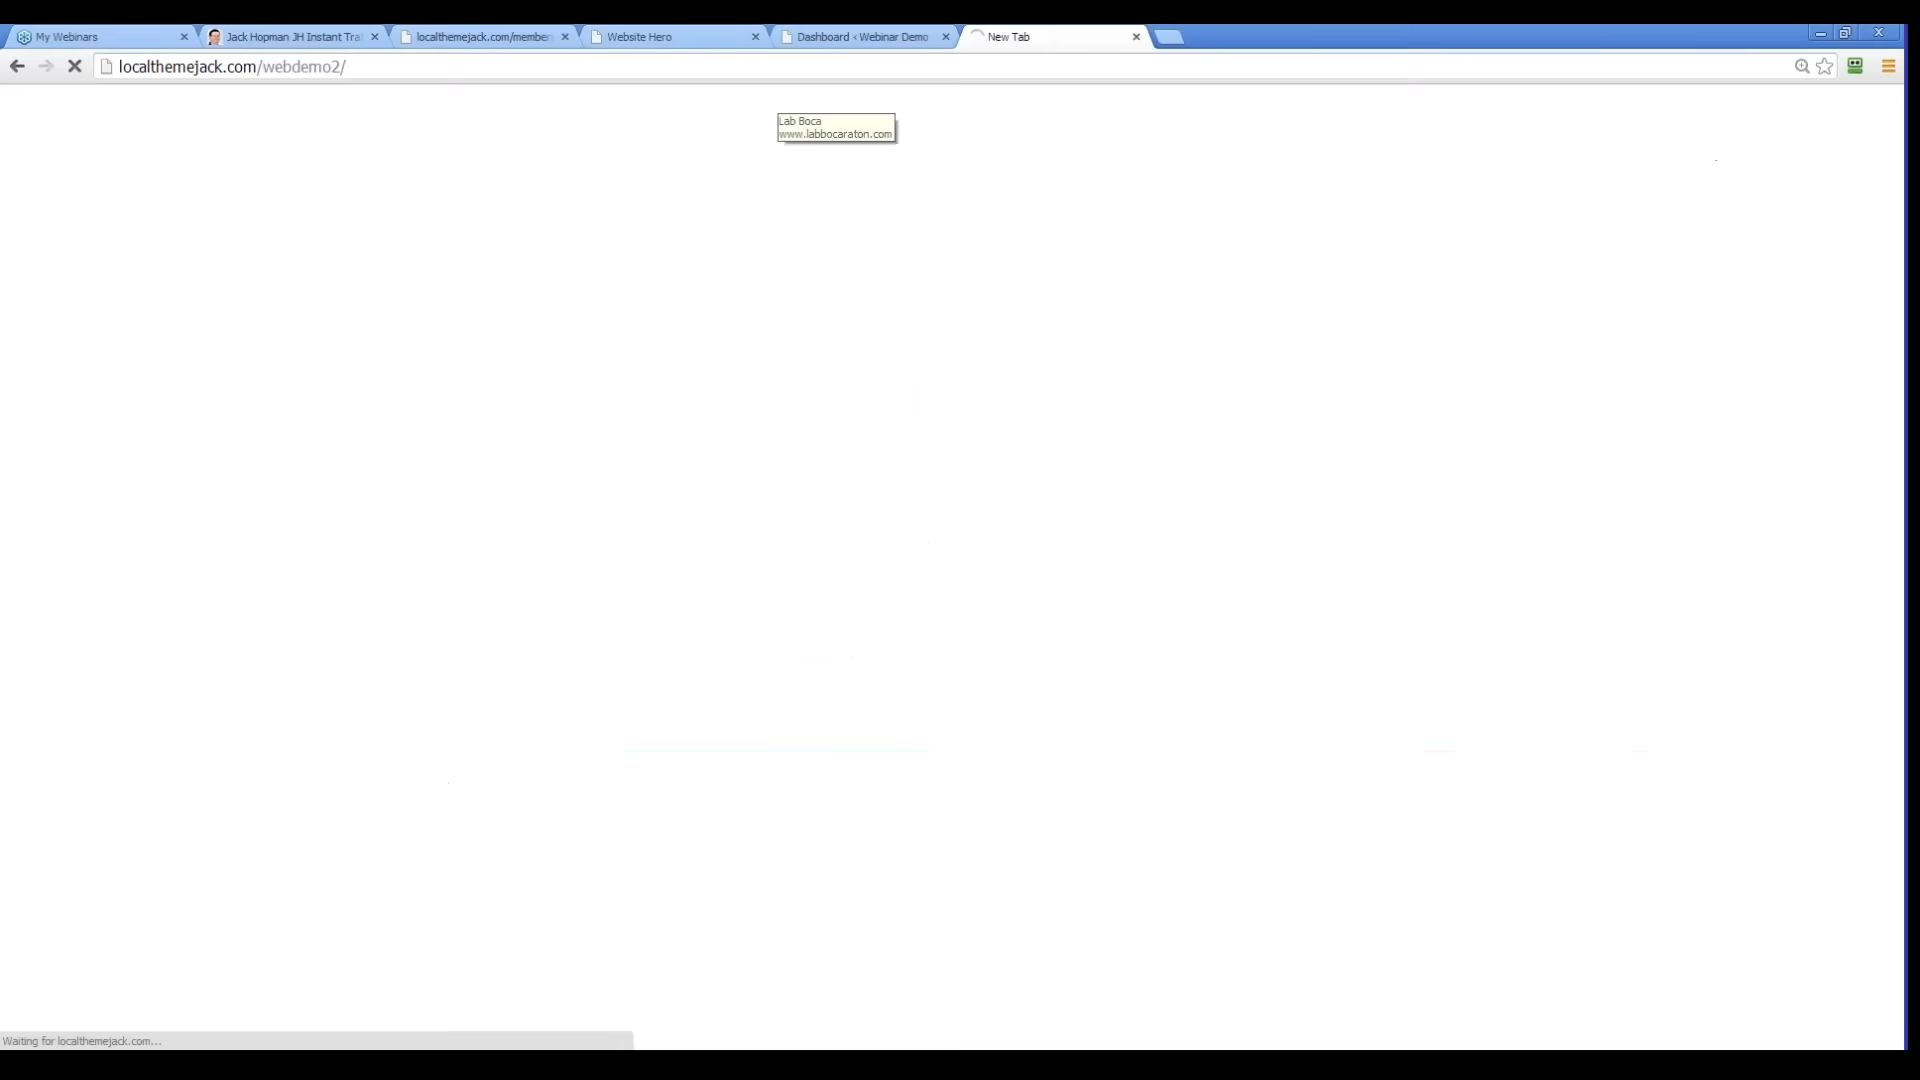 My Webinars
Jack Hopman JH Instant Tra
localthemejack.com/member
Website Hero
Dashboard ‹ Webinar Demo
New Tab
localthemejack.com/webdemo2/
Lab Boca
www.labbocaraton.com
Waiting for localthemejack.com...